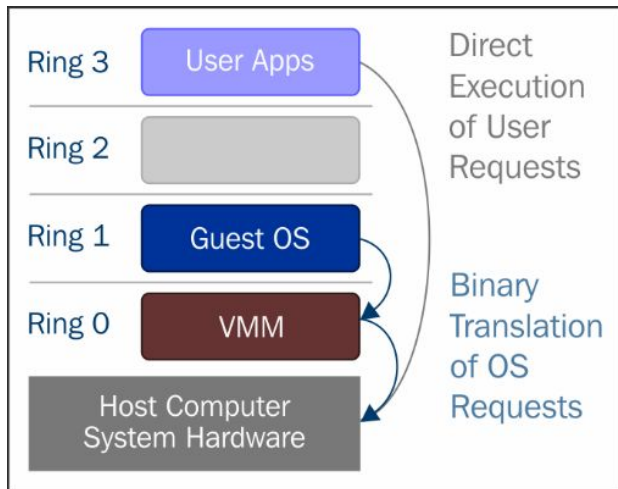 Ring 3
User Apps
Direct
Execution
of User
Requests
Ring 2
Ring 1
Guest OS
Ring 0
VMM
Binary
Translation
of OS
Requests
Host Computer
System Hardware